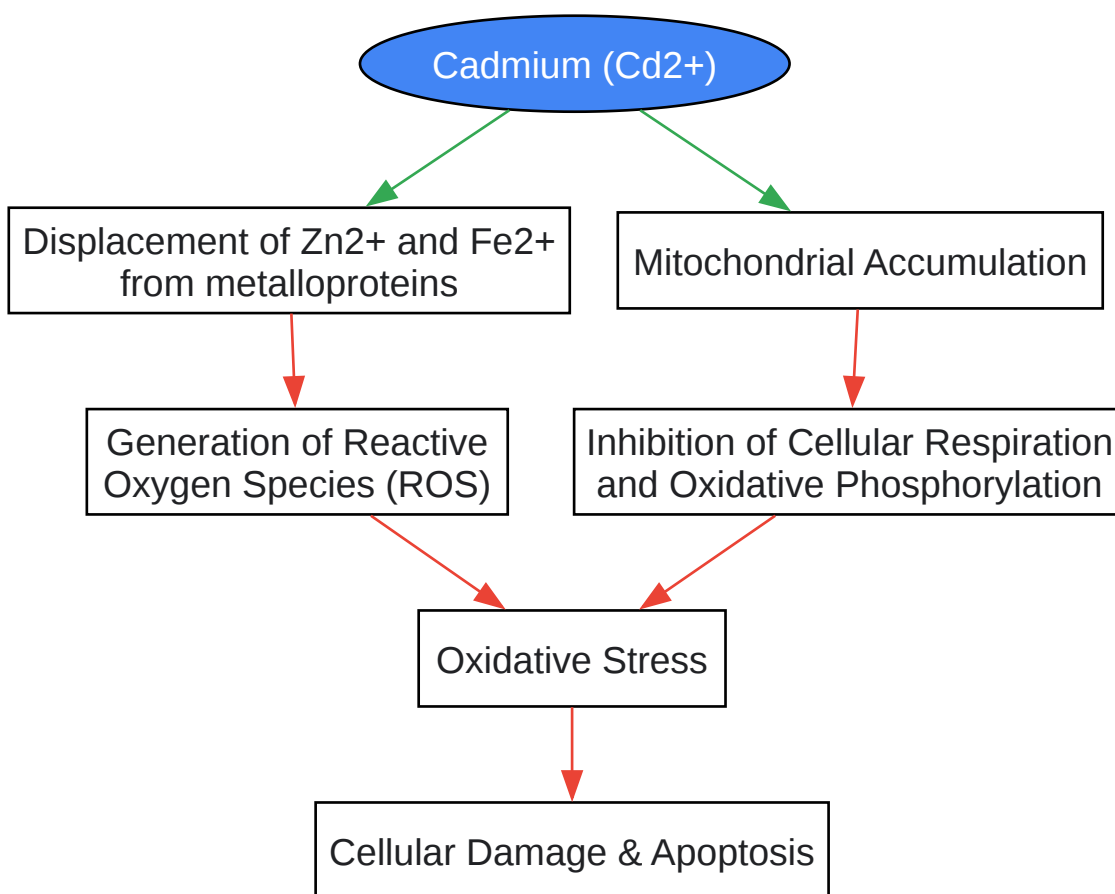 Cadmium (Cd2+)
Displacement of Zn2+ and Fe2+
from metalloproteins
Mitochondrial Accumulation
Generation of Reactive
Oxygen Species (ROS)
Inhibition of Cellular Respiration
and Oxidative Phosphorylation
Oxidative Stress
Cellular Damage & Apoptosis